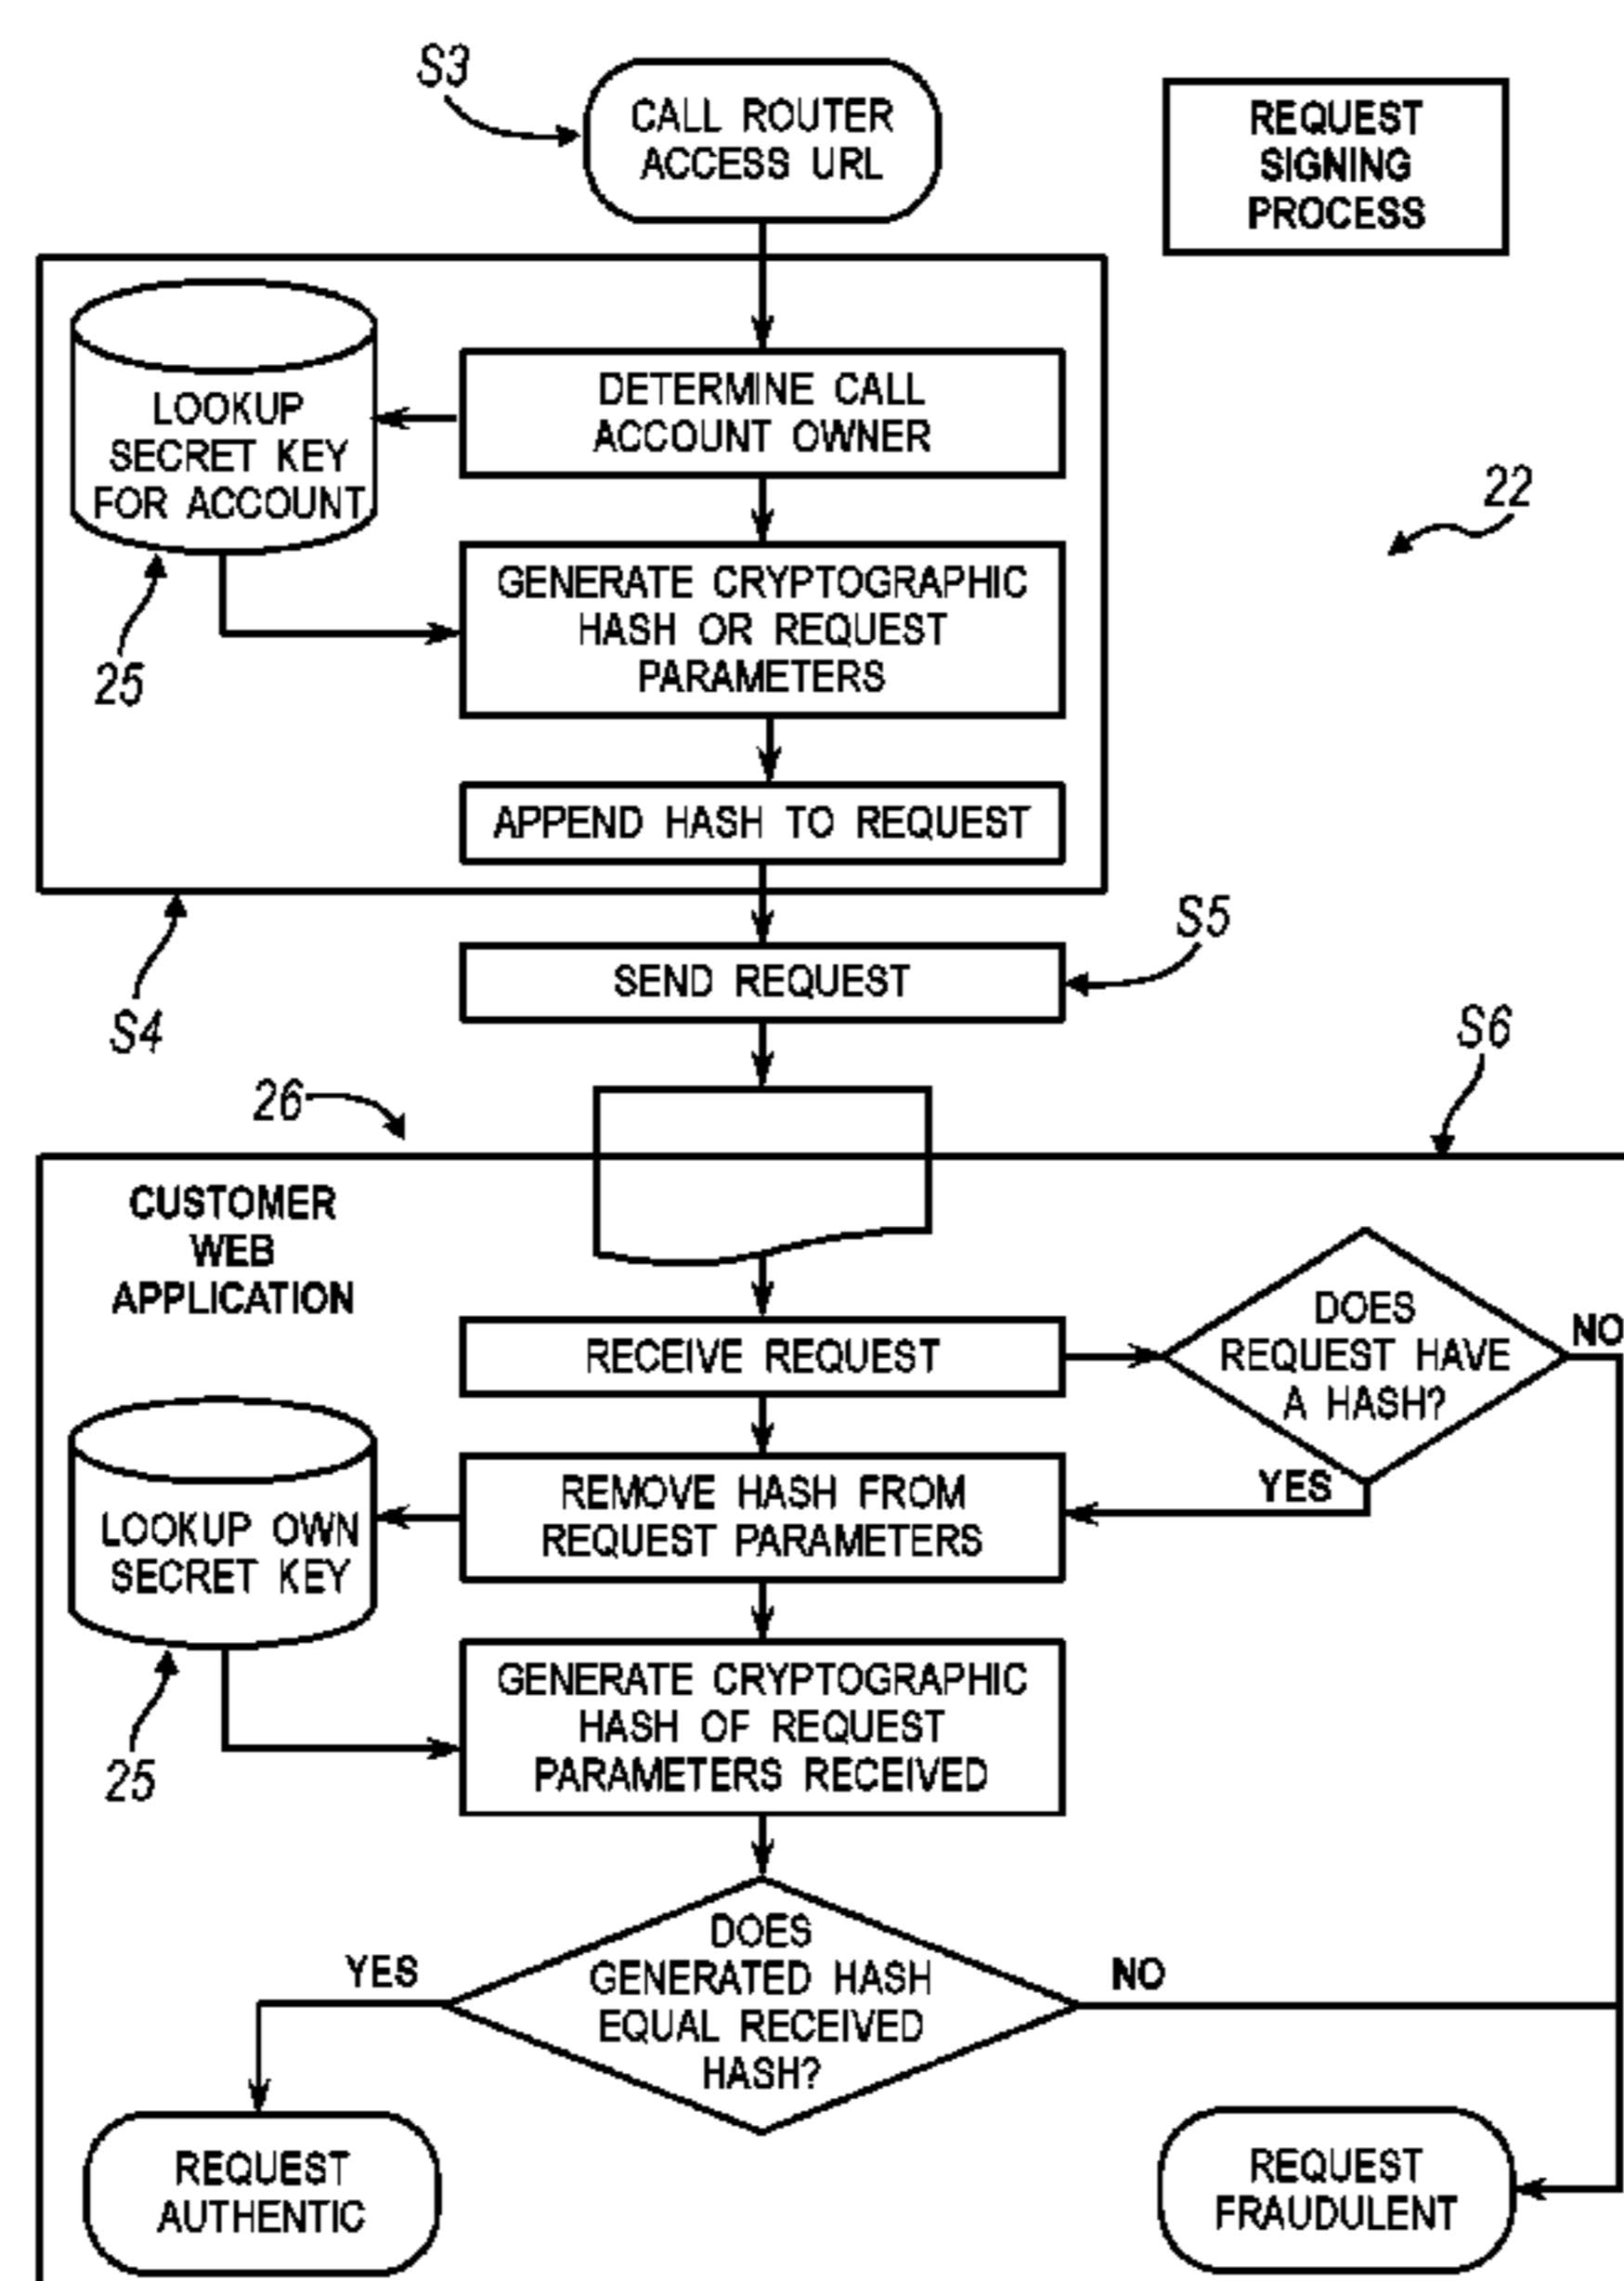 S3
CALL ROUTER
ACCESS URL
REQUEST
SIGNING
PROCESS
LOOKUP
SECRET KEY
FOR ACCOUNT
DETERMINE CALL
ACCOUNT OWNER
22
GENERATE CRYPTOGRAPHIC
HASH OR REQUEST
PARAMETERS
25
APPEND HASH TO REQUEST
S4
S5
SEND REQUEST
S6
26
CUSTOMER
WEB
APPLICATION
RECEIVE REQUEST
DOES
REQUEST HAVE
A HASH?
NO
YES
REMOVE HASH FROM
REQUEST PARAMETERS
LOOKUP OWN
SECRET KEY
25
GENERATE CRYPTOGRAPHIC
HASH OF REQUEST
PARAMETERS RECEIVED
DOES
GENERATED HASH
EQUAL RECEIVED
HASH?
YES
NO
REQUEST
AUTHENTIC
REQUEST
FRAUDULENT